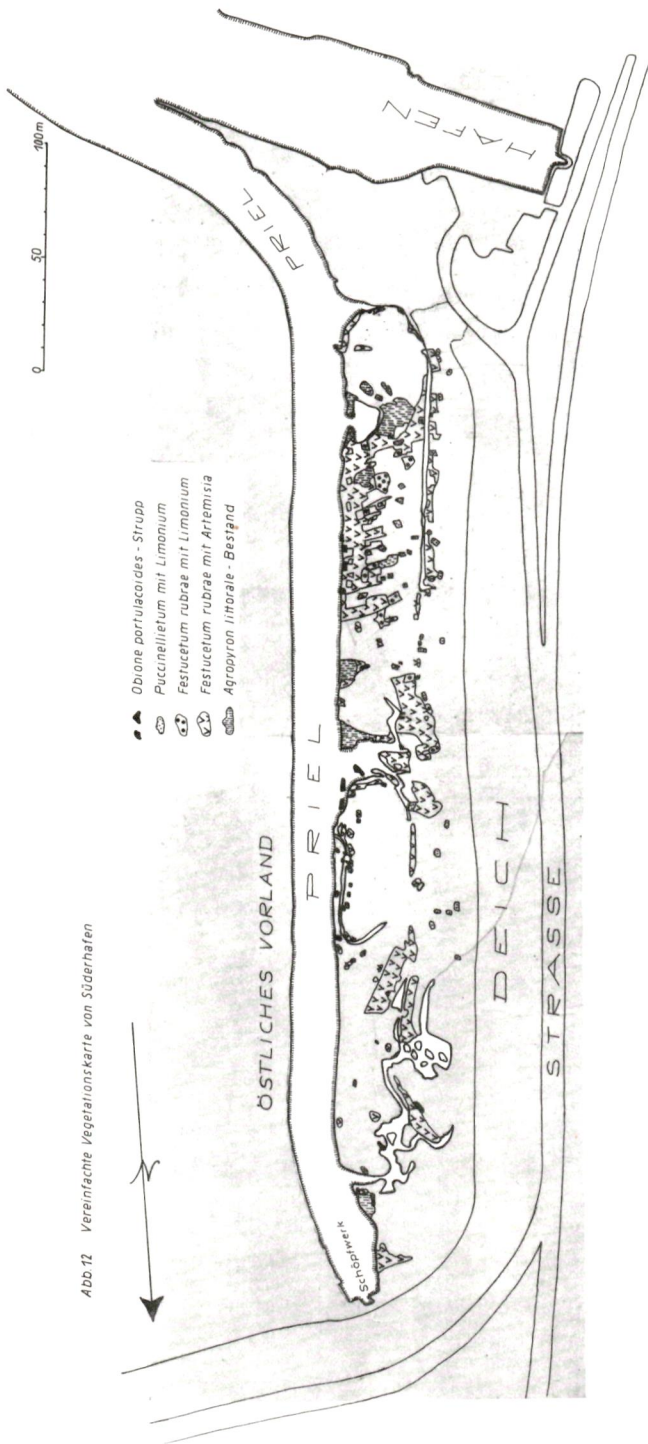 Abb.12 Vereinfachte Vegetationskarte von Süderhafen
0 50 100m
Obione portulacoides - Strupp
Puccinellietum mit Limonium
Festucetum rubrae mit Limonium
Festucetum rubrae mit Artemisia
Agropyron littorale - Bestand
ÖSTLICHES VORLAND
PRIEL
PRIEL
HAFEN
Schöpfwerk
DEICH
STRASSE